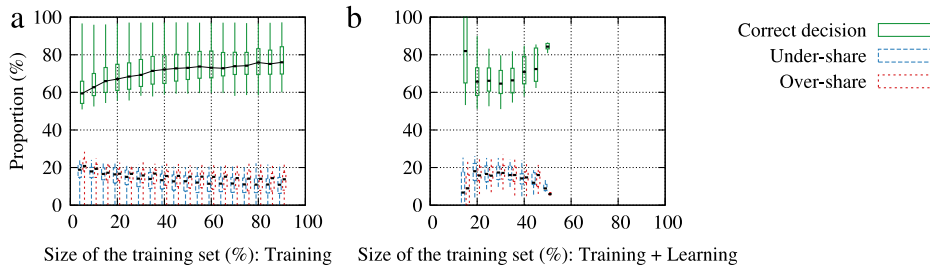 a
Proportion (%)
100
80
60
40
20
0
0 20 40 60 80 100
Size of the training set (%): Training
b
100
80
60
40
20
0
0 20 40 60 80 100
Size of the training set (%): Training + Learning
Correct decision
Under-share
Over-share